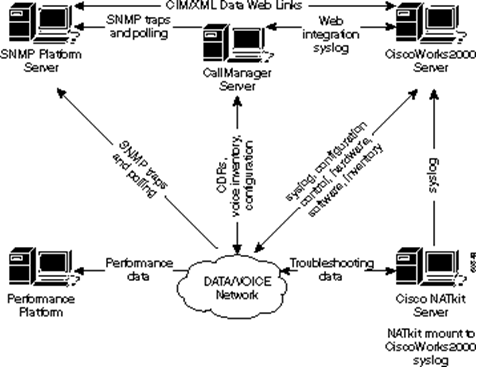 CIM/XML Data Web Links
SNMP traps
and polling
Web
integration
syslog
SNMP Platform
Server
CallManager
Server
CiscoWorks2000
Server
SNMP traps
and polling
CDRs,
voice inventory,
configuration
syslog, configuration
control, hardware,
software, inventory
syslog
Performance
data
DATA/VOICE
Network
Troubleshooting
data
Performance
Platform
Cisco NATkit
Server
NATkit mount to
CiscoWorks2000
syslog